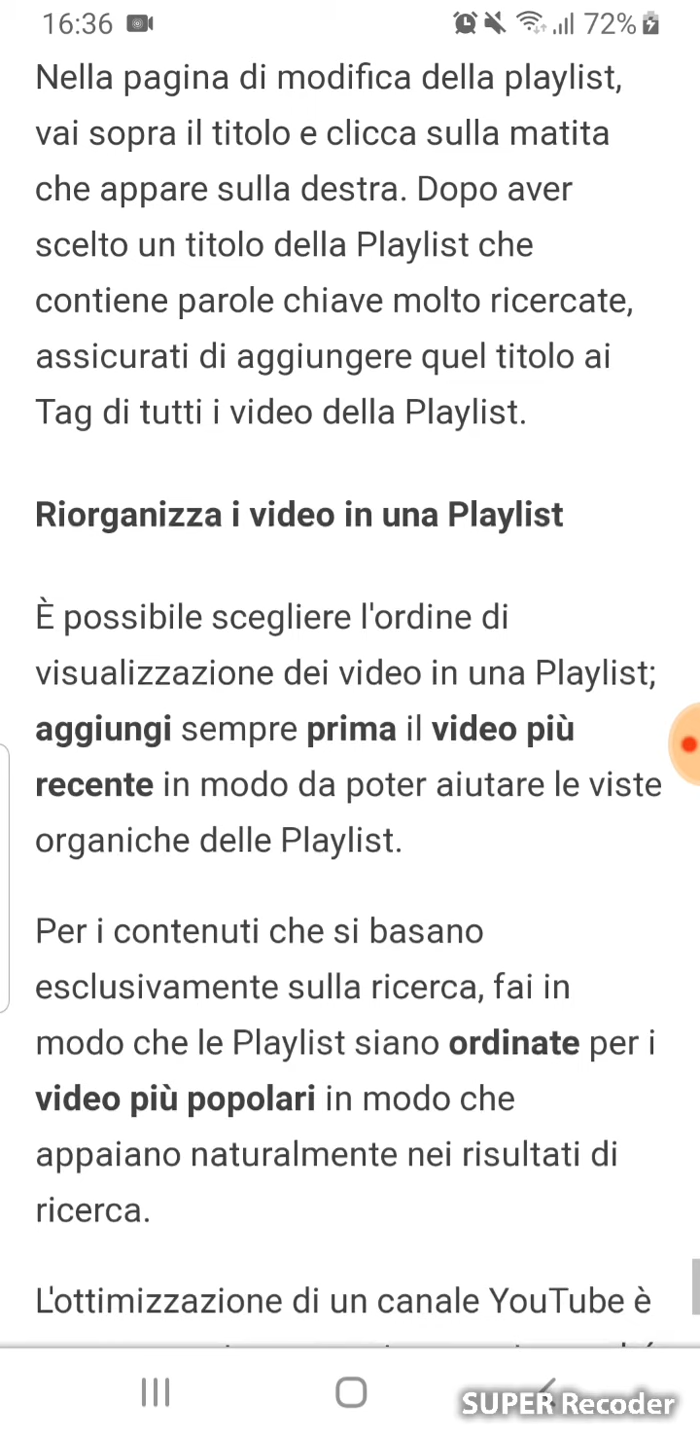 16:36
72%
Nella pagina di modifica della playlist,
vai sopra il titolo e clicca sulla matita
che appare sulla destra. Dopo aver
scelto un titolo della Playlist che
contiene parole chiave molto ricercate,
assicurati di aggiungere quel titolo ai
Tag di tutti i video della Playlist.
Riorganizza i video in una Playlist
È possibile scegliere l'ordine di
visualizzazione dei video in una Playlist;
aggiungi sempre prima il video più
recente in modo da poter aiutare le viste
organiche delle Playlist.
Per i contenuti che si basano
esclusivamente sulla ricerca, fai in
modo che le Playlist siano ordinate per i
video più popolari in modo che
appaiano naturalmente nei risultati di
ricerca.
L'ottimizzazione di un canale YouTube è
SUPER Recoder